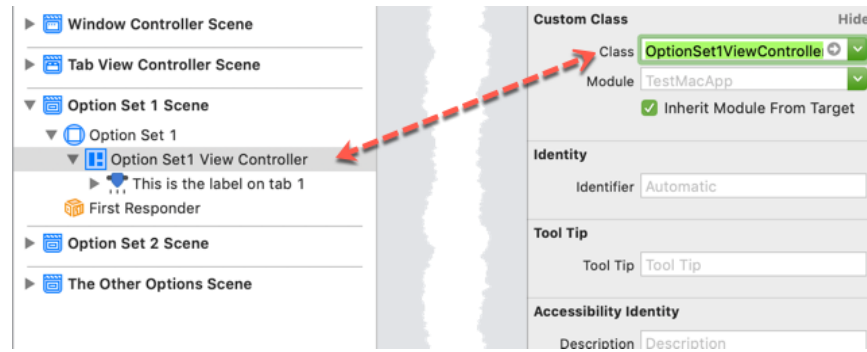 Window Controller Scene
Tab View Controller Scene
Option Set 1 Scene
Option Set 1
Option Set1 View Controller
This is the label on tab 1
First Responder
Option Set 2 Scene
The Other Options Scene
Custom Class
Hide
Class OptionSet1ViewController
Module TestMacApp
Inherit Module From Target
Identity
Identifier Automatic
Tool Tip
Tool Tip Tool Tip
Accessibility Identity
Description Description